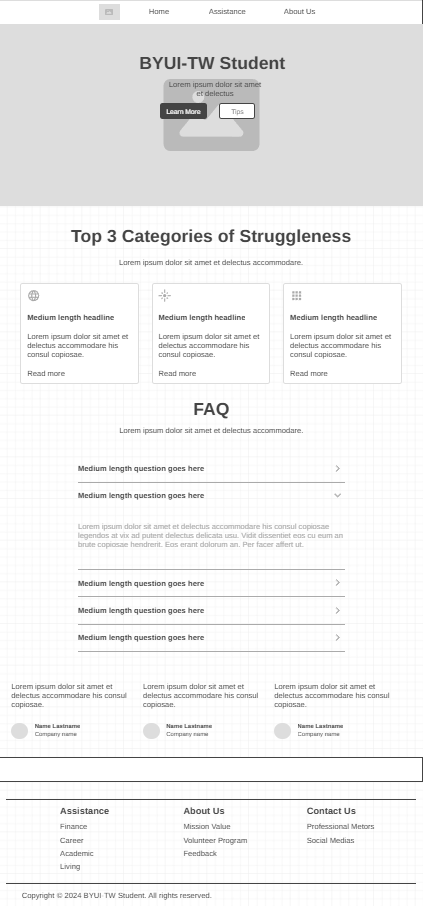 Home Assistance About Us
BYUI-TW Student
Lorem ipsum dolor sit amet
et delectus
Learn More Tips
Top 3 Categories of Struggleness
Lorem ipsum dolor sit amet et delectus accommodare.
Medium length headline
Lorem ipsum dolor sit amet et
delectus accommodare his
consul copiosae.
Read more
Medium length headline
Lorem ipsum dolor sit amet et
delectus accommodare his
consul copiosae.
Read more
Medium length headline
Lorem ipsum dolor sit amet et
delectus accommodare his
consul copiosae.
Read more
FAQ
Lorem ipsum dolor sit amet et delectus accommodare.
Medium length question goes here
Medium length question goes here
Lorem ipsum dolor sit amet et delectus accommodare his consul copiosae
legendos at vix ad putent delectus delicata usu. Vidit dissentiet eos cu eum an
brute copiosae hendrerit. Eos erant dolorum an. Per facer affert ut.
Medium length question goes here
Medium length question goes here
Medium length question goes here
Lorem ipsum dolor sit amet et
delectus accommodare his consul
copiosae.
Name Lastname
Company name
Lorem ipsum dolor sit amet et
delectus accommodare his consul
copiosae.
Name Lastname
Company name
Lorem ipsum dolor sit amet et
delectus accommodare his consul
copiosae.
Name Lastname
Company name
Assistance
Finance
Career
Academic
Living
About Us
Mission Value
Volunteer Program
Feedback
Contact Us
Professional Metors
Social Medias
Copyright © 2024 BYUI TW Student. All rights reserved.